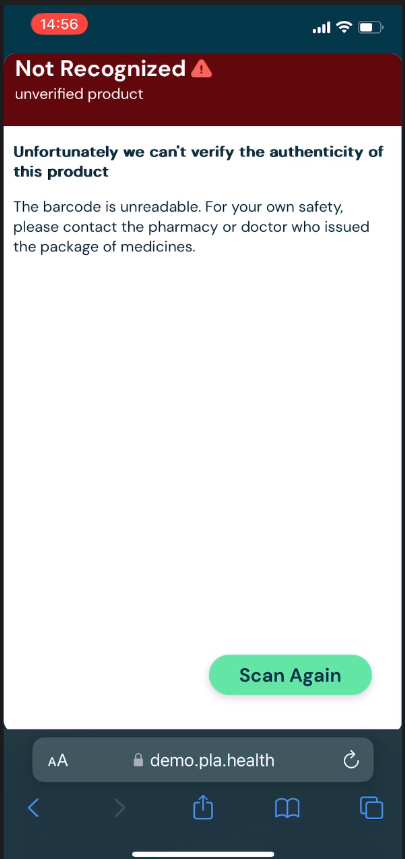 14:56
Not Recognized
unverified product
Unfortunately we can't verify the authenticity of
this product
The barcode is unreadable. For your own safety,
please contact the pharmacy or doctor who issued
the package of medicines.
Scan Again
AA demo.pla.health